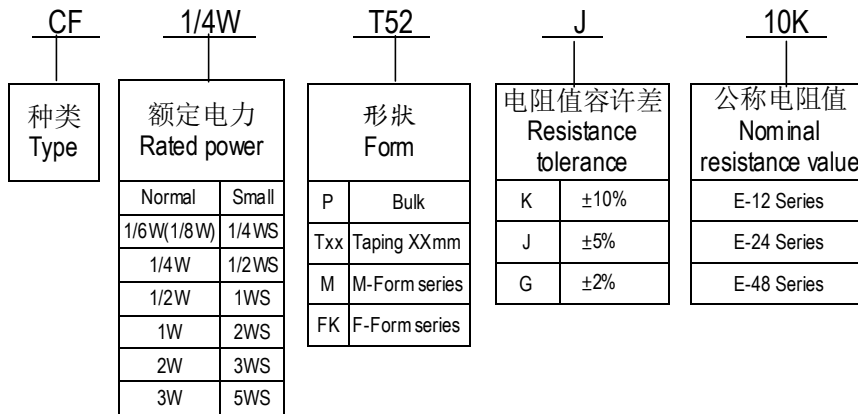 CF 1/4W T52 J 10K
种类
Type
额定电力
Rated power
Normal Small
1/6W(1/8W) 1/4WS
1/4W 1/2WS
1/2W 1WS
1W 2WS
2W 3WS
3W 5WS
形狀
Form
P Bulk
Txx Taping XXmm
M M-Form series
FK F-Form series
电阻值容许差
Resistance
tolerance
K ±10%
J ±5%
G ±2%
公称电阻值
Nominal
resistance value
E-12 Series
E-24 Series
E-48 Series